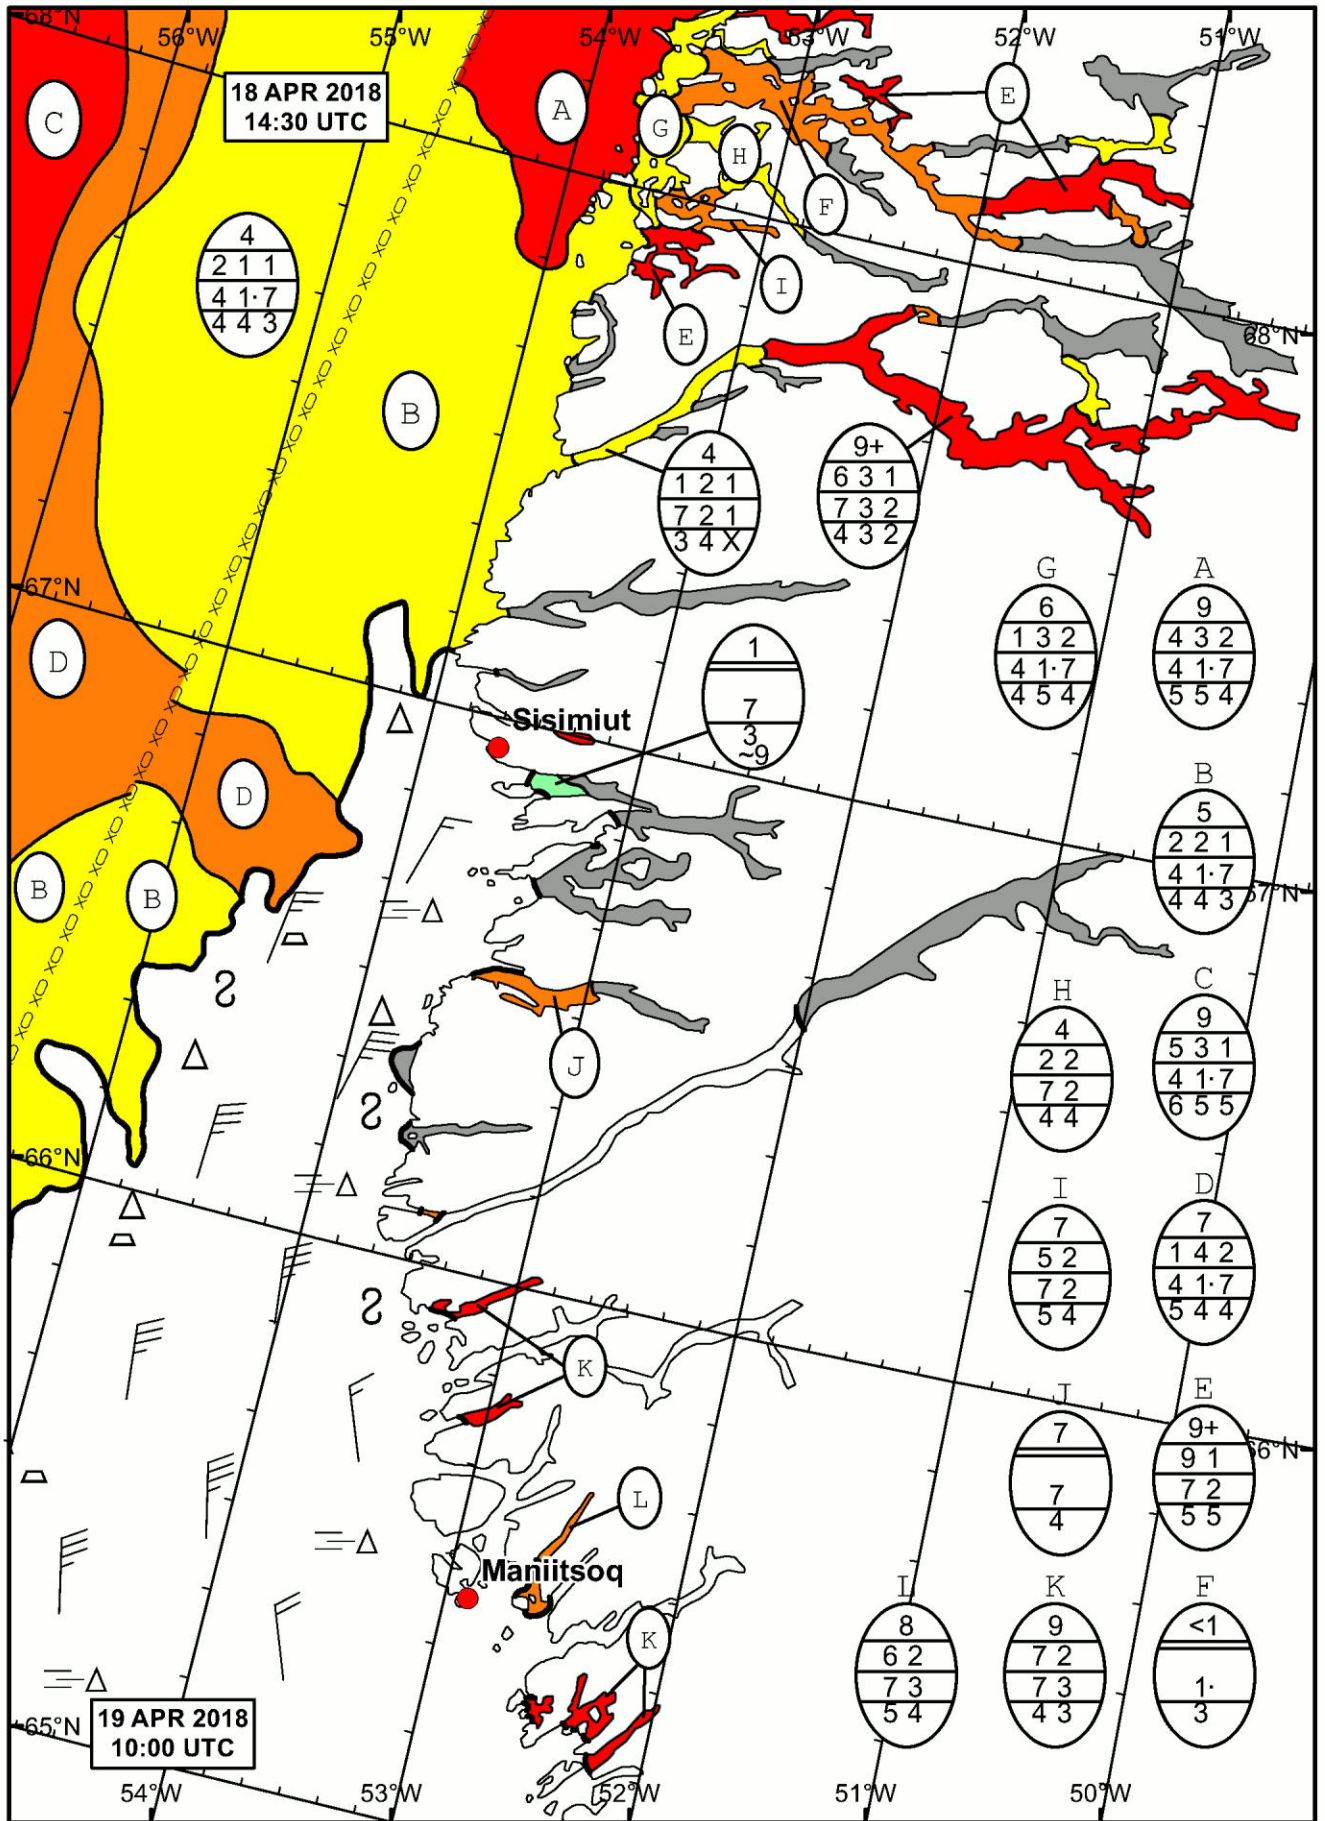 68°N
56°W
55°W
54°W
53°W
52°W
51°W
18 APR 2018
14:30 UTC
C
A
G
H
E
F
4
2 1 1
4 1· 7
4 4 3
I
E
68°N
B
4
1 2 1
7 2 1
3 4 X
9+
6 3 1
7 3 2
4 3 2
67°N
G
6
1 3 2
4 1· 7
4 5 4
A
9
4 3 2
4 1· 7
5 5 4
D
1
7
3
~9
Sisimiut
D
B
5
2 2 1
4 1· 7
4 4 3
67°N
B
B
H
4
2 2
7 2
4 4
C
9
5 3 1
4 1· 7
6 5 5
J
66°N
I
7
5 2
7 2
5 4
D
7
1 4 2
4 1· 7
5 4 4
K
J
7
7
4
E
9+
9 1
7 2
5 5
66°N
L
Maniitsoq
L
8
6 2
7 3
5 4
K
9
7 2
7 3
4 3
F
<1
1·
3
K
65°N
19 APR 2018
10:00 UTC
54°W
53°W
52°W
51°W
50°W